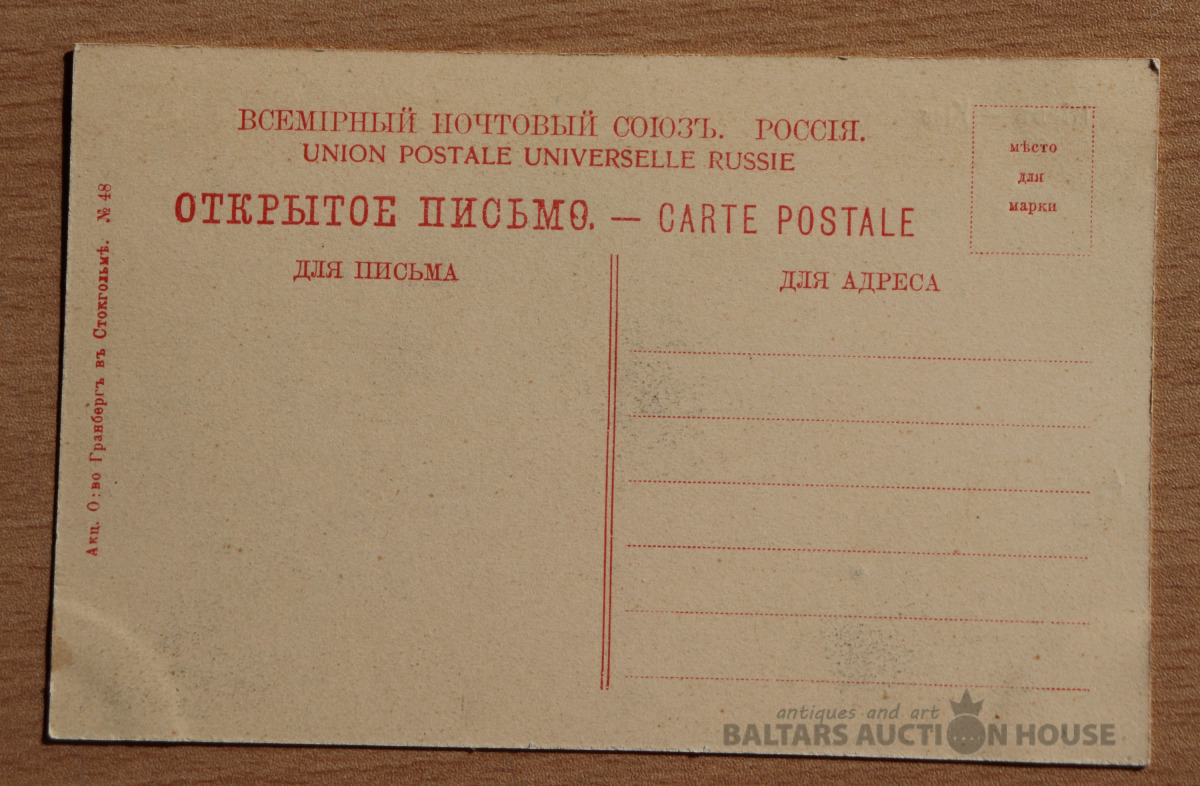 ВСЕМІРНЫЙ ПОЧТОВЫЙ СОЮЗЪ. РОССІЯ.
UNION POSTALE UNIVERSELLE RUSSIE
ОТКРЫТОЕ ПИСЬМО. — CARTE POSTALE
мѣсто
для
марки
ДЛЯ ПИСЬМА
ДЛЯ АДРЕСА
Акц. О:во Гранбергъ въ Стокгольмѣ. № 48
antiques and art
BALTARS AUCTION HOUSE